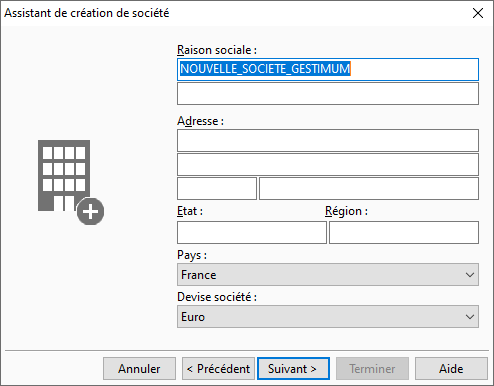 Assistant de création de société
Raison sociale :
NOUVELLE_SOCIETE_GESTIMUM
Adresse :
Etat : Région :
Pays :
France
Devise société :
Euro
Annuler < Précédent Suivant > Terminer Aide